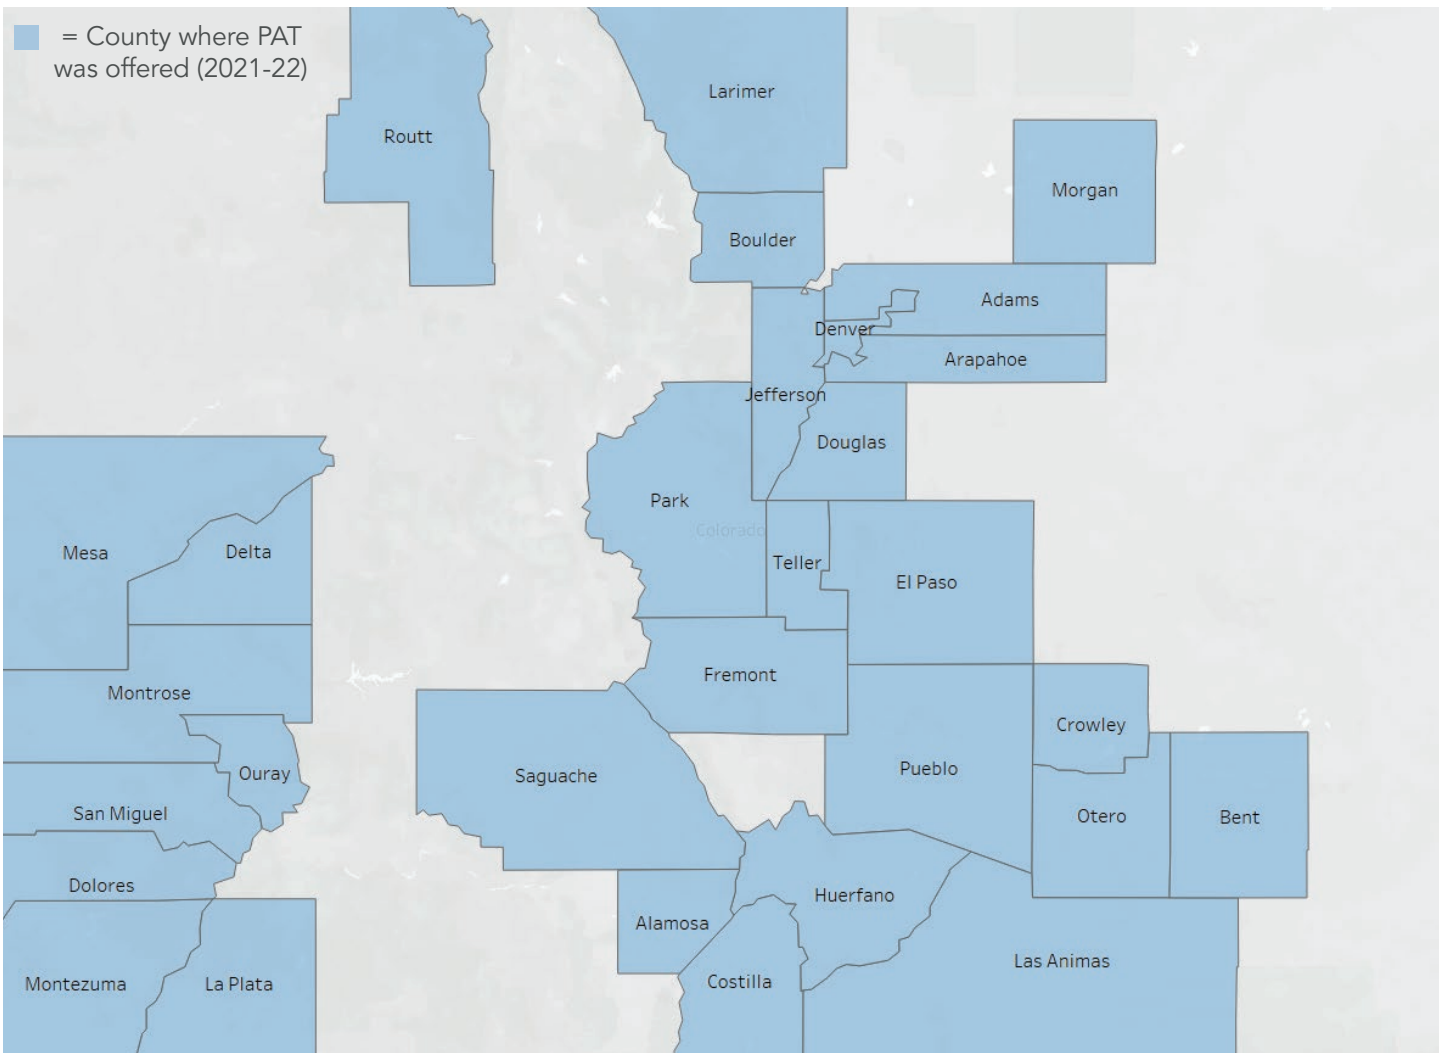 = County where PAT
was offered (2021-22)
Larimer
Routt
Morgan
Boulder
Adams
Denver
Arapahoe
Jefferson
Douglas
Park
Colorado
Mesa
Delta
Teller
El Paso
Fremont
Montrose
Crowley
Ouray
Saguache
Pueblo
San Miguel
Otero
Bent
Dolores
Huerfano
Alamosa
Las Animas
Montezuma
La Plata
Costilla